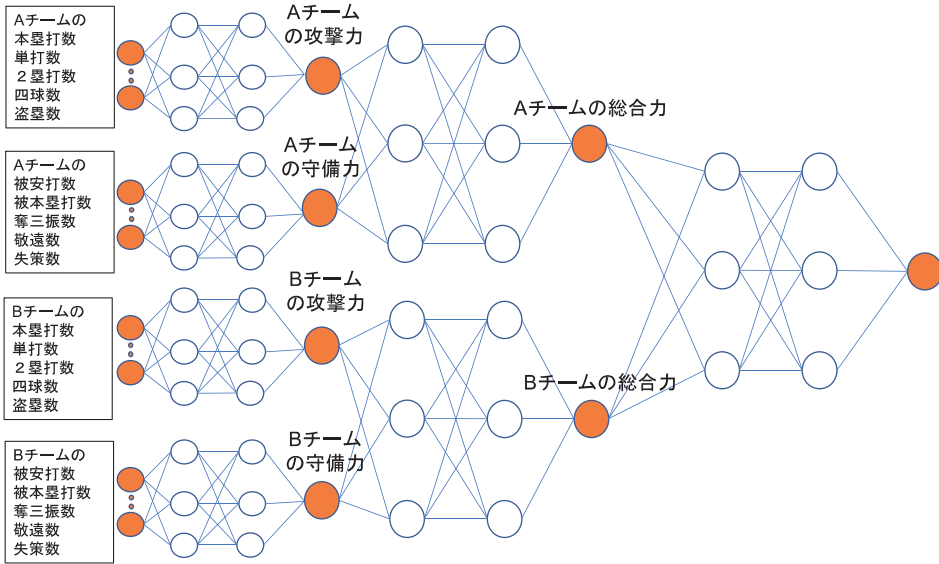 Aチームの
本塁打数
単打数
２塁打数
四球数
盗塁数
Aチーム
の攻撃力
Aチームの
被安打数
被本塁打数
奪三振数
敬遠数
失策数
Aチーム
の守備力
Aチームの総合力
Bチームの
本塁打数
単打数
２塁打数
四球数
盗塁数
Bチーム
の攻撃力
Bチームの
被安打数
被本塁打数
奪三振数
敬遠数
失策数
Bチーム
の守備力
Bチームの総合力